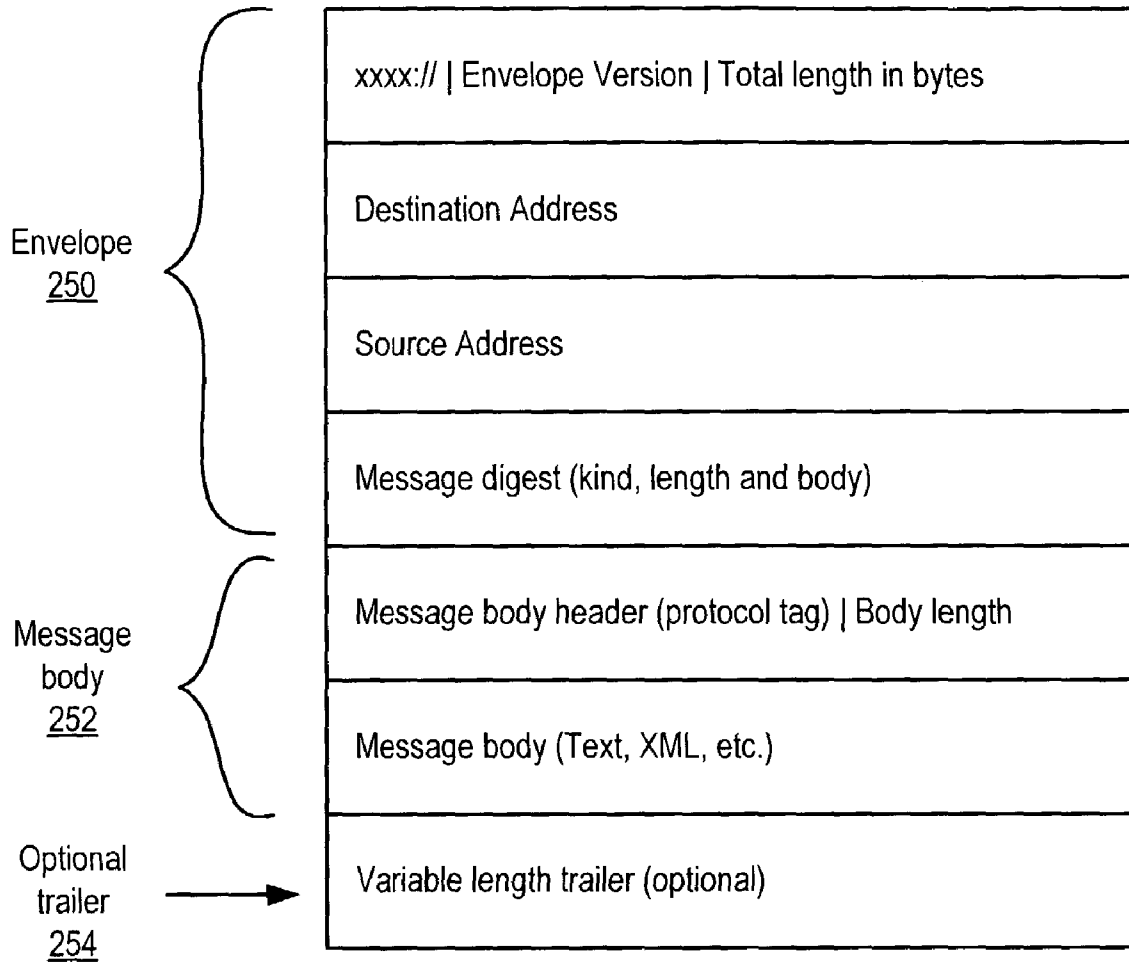 xxxx:// | Envelope Version | Total length in bytes
Destination Address
Envelope
250
Source Address
Message digest (kind, length and body)
Message body header (protocol tag) | Body length
Message
body
252
Message body (Text, XML, etc.)
Optional
trailer
254
Variable length trailer (optional)